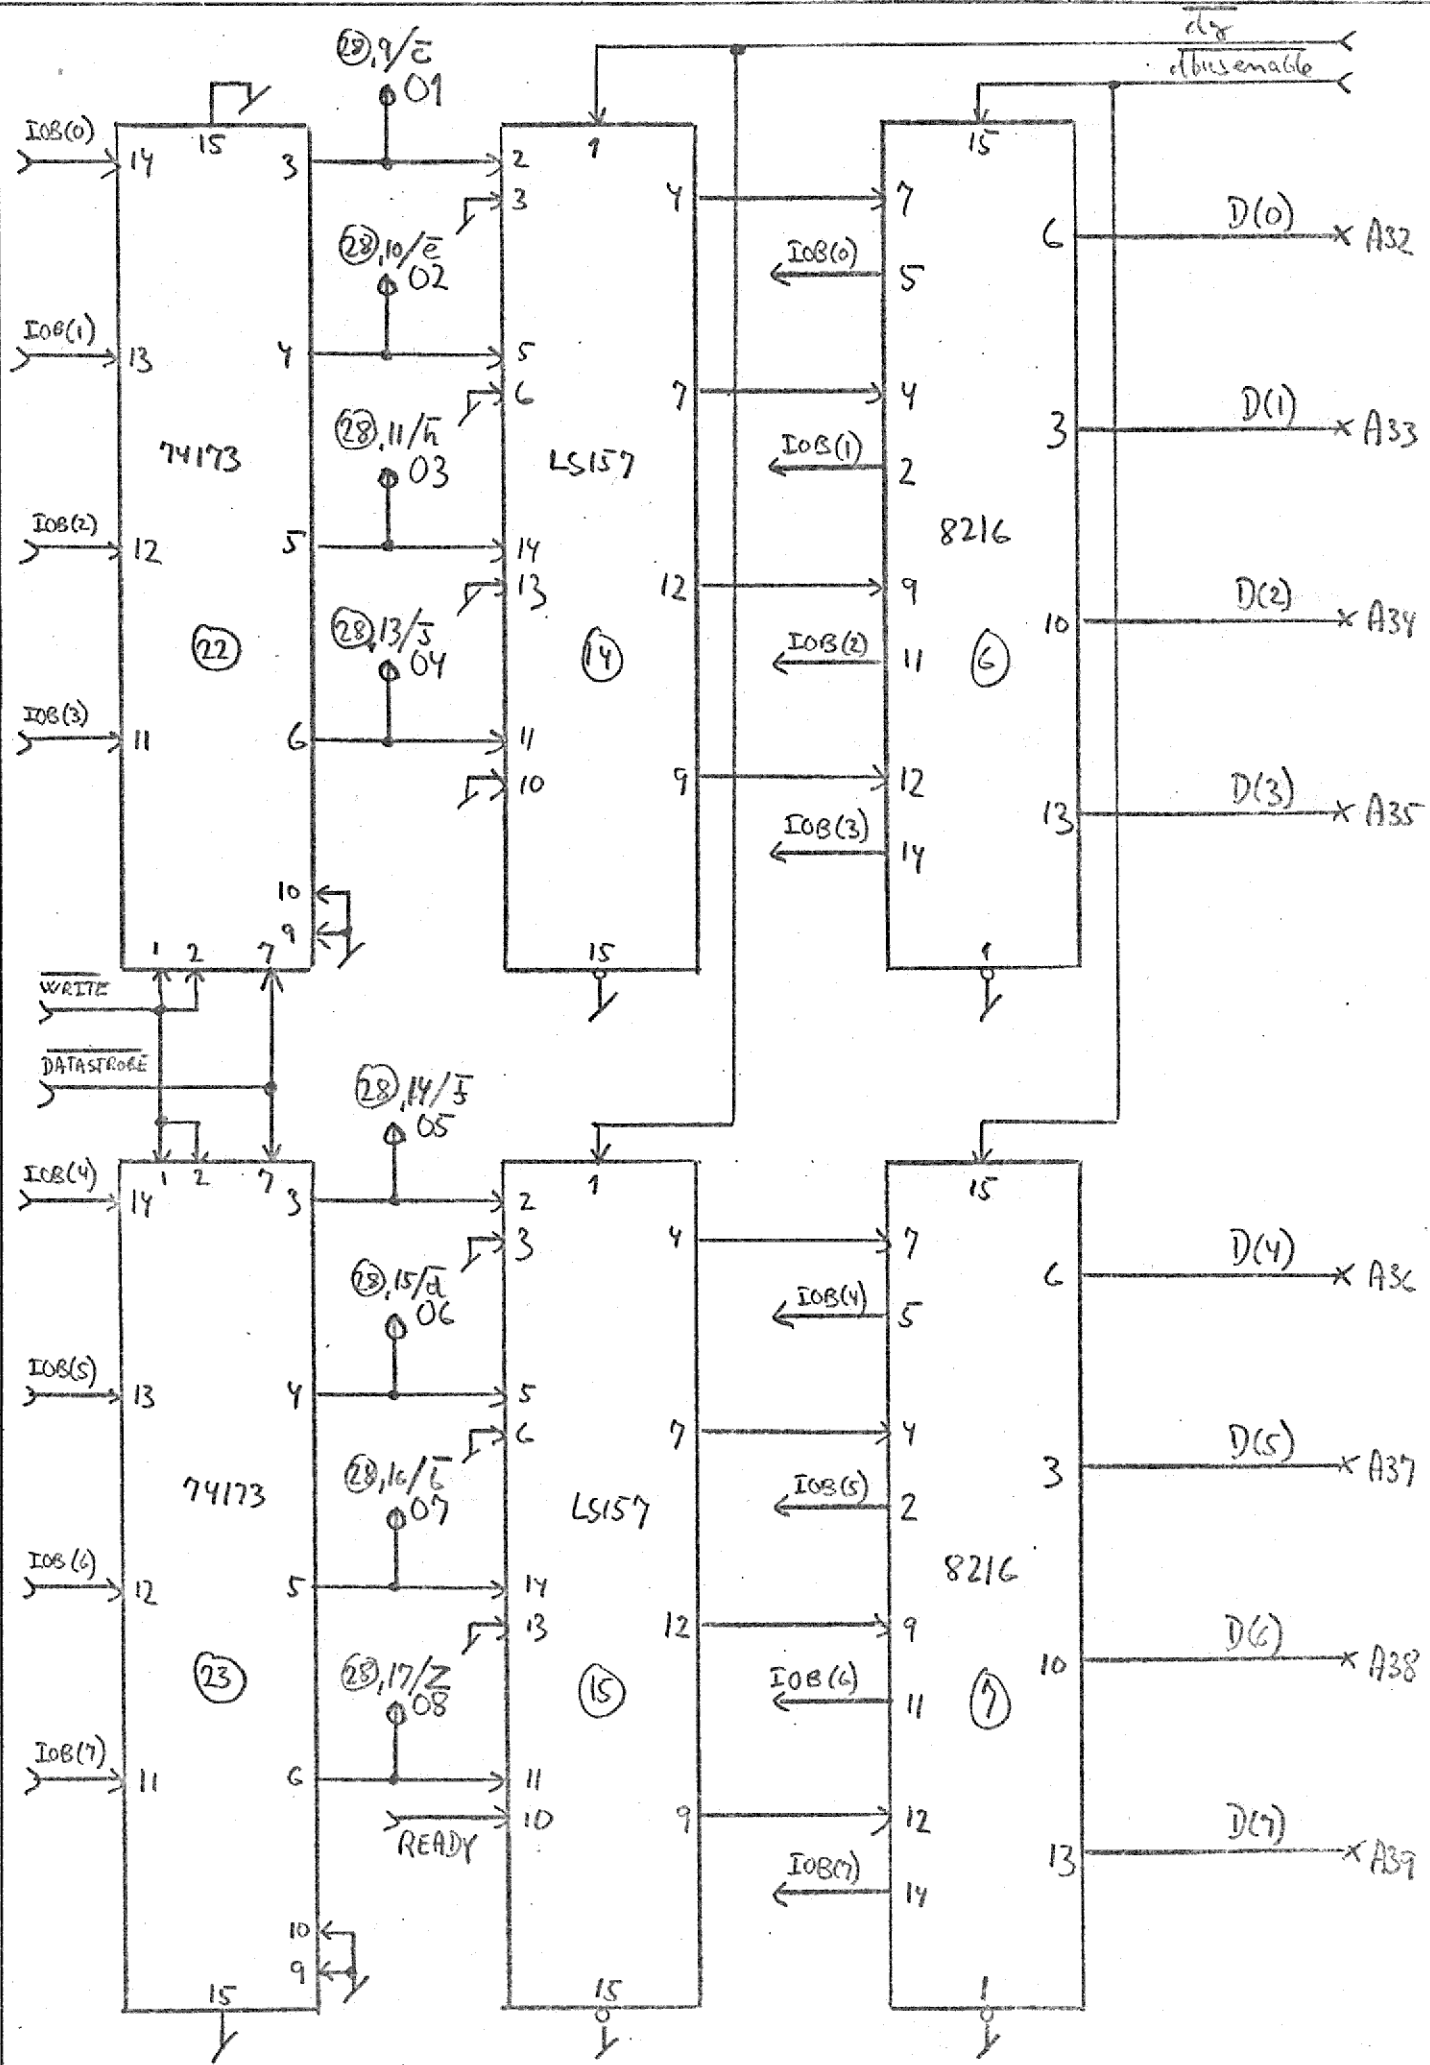 dbusenable
28,9/c̄
01
15
IOB(0)
14
3
2
3
1
4
15
7
6
D(0)
A32
28,10/ē
02
IOB(0)
5
IOB(1)
13
4
5
6
7
4
3
D(1)
A33
28,11/h̄
03
74173
LS157
IOB(1)
2
8216
IOB(2)
12
5
14
13
12
9
10
D(2)
A34
28,13/
04
22
14
IOB(2)
11
6
IOB(3)
11
6
11
10
9
12
13
D(3)
A35
IOB(3)
14
10
9
1
2
7
15
1
WRITE
DATASTROBE
28,14/
05
IOB(4)
14
1
2
7
3
2
3
1
4
15
7
6
D(4)
A36
28,15/d̄
06
IOB(4)
5
IOB(5)
13
4
5
6
7
4
3
D(5)
A37
28,16/
07
74173
LS157
IOB(5)
2
8216
IOB(6)
12
5
14
13
12
9
10
D(6)
A38
28,17/Z
08
23
15
IOB(6)
11
7
IOB(7)
11
6
11
10
READY
9
12
13
D(7)
A39
IOB(7)
14
10
9
15
15
1